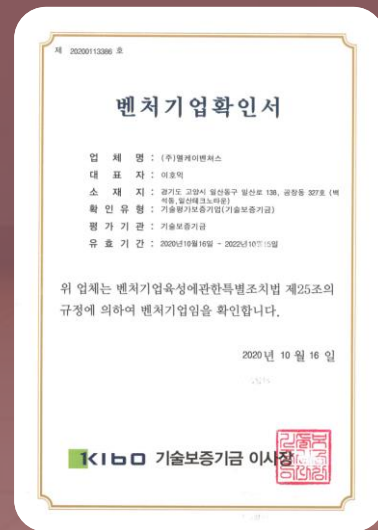 제 20200113386 호
벤처기업확인서
업 체 명 : (주)엘케이벤쳐스
대 표 자 : 이호익
소 재 지 : 경기도 고양시 일산동구 일산로 138, 공장동 327호 (백
석동,일산테크노타운)
확 인 유 형 : 기술평가보증기업(기술보증기금)
평 가 기 관 : 기술보증기금
유 효 기 간 : 2020년10월16일 ~ 2022년10월15일
위 업체는 벤처기업육성에관한특별조치법 제25조의
규정에 의하여 벤처기업임을 확인합니다.
2020 년 10 월 16 일
KIBO 기술보증기금 이사장